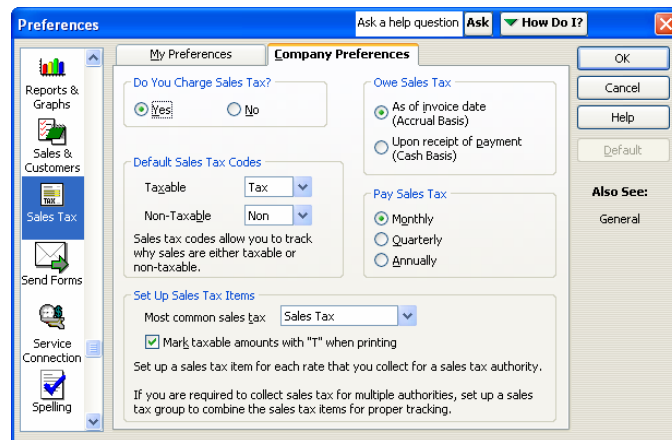 Preferences
Ask a help question Ask How Do I?
My Preferences
Company Preferences
Reports &
Graphs
Sales &
Customers
TAX
Sales Tax
Send Forms
Service
Connection
Spelling
Do You Charge Sales Tax?
Yes No
Default Sales Tax Codes
Taxable Tax
Non-Taxable Non
Sales tax codes allow you to track
why sales are either taxable or
non-taxable.
Owe Sales Tax
As of invoice date
(Accrual Basis)
Upon receipt of payment
(Cash Basis)
Pay Sales Tax
Monthly
Quarterly
Annually
Set Up Sales Tax Items
Most common sales tax Sales Tax
Mark taxable amounts with "T" when printing
Set up a sales tax item for each rate that you collect for a sales tax authority.
If you are required to collect sales tax for multiple authorities, set up a sales
tax group to combine the sales tax items for proper tracking.
OK
Cancel
Help
Default
Also See:
General